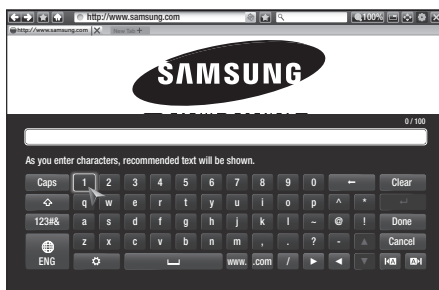 http://www.samsung.com 100%
http://www.samsung.com New Tab
SAMSUNG
0 / 100
As you enter characters, recommended text will be shown.
Caps 1 2 3 4 5 6 7 8 9 0 Clear
q w e r t y u i o p ^ *
123#& a s d f g h j k l ~ @ ! Done
z x c v b n m , . ? - Cancel
ENG www. .com /